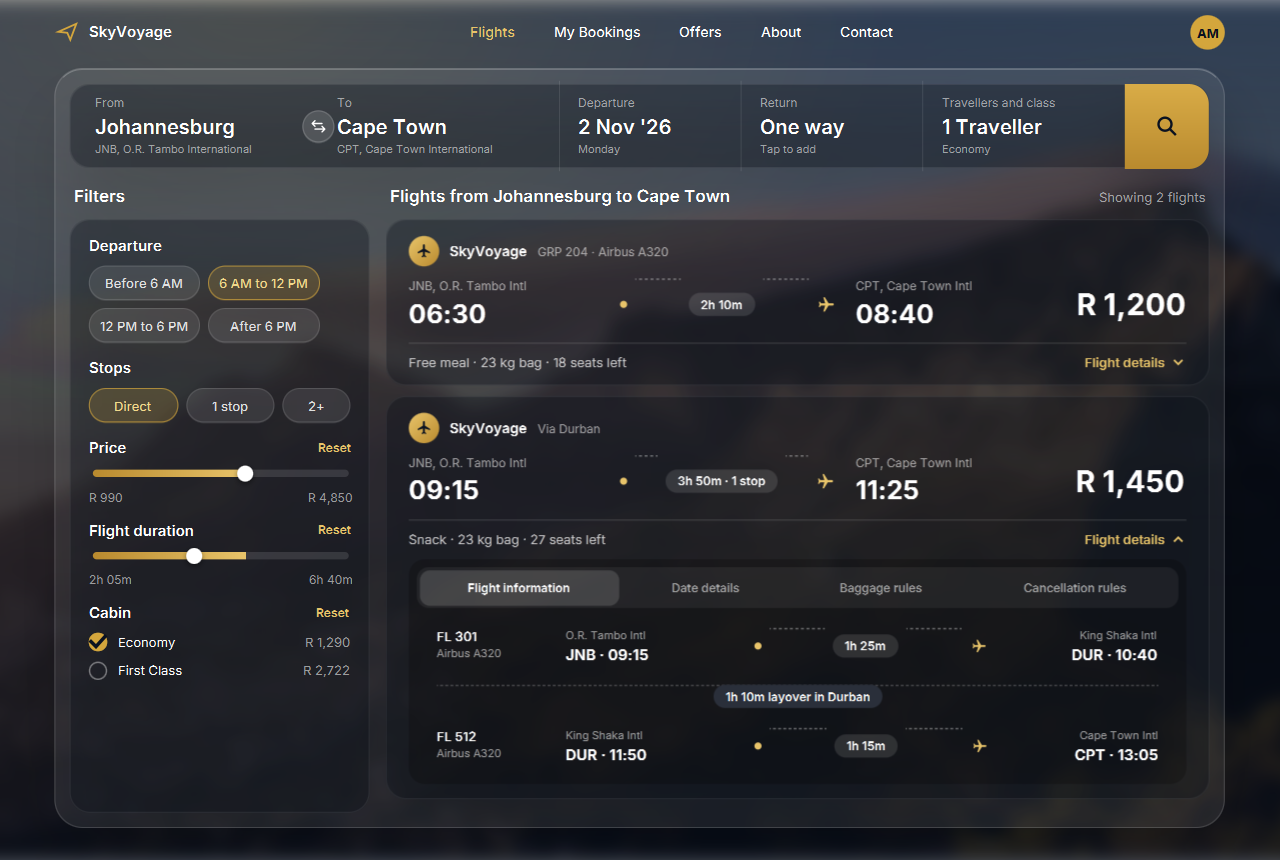 SkyVoyage
Flights My Bookings Offers About Contact
AM
From
Johannesburg
JNB, O.R. Tambo International
To
Cape Town
CPT, Cape Town International
Departure
2 Nov '26
Monday
Return
One way
Tap to add
Travellers and class
1 Traveller
Economy
Filters
Departure
Before 6 AM 6 AM to 12 PM
12 PM to 6 PM After 6 PM
Stops
Direct 1 stop 2+
Price Reset
R 990 R 4,850
Flight duration Reset
2h 05m 6h 40m
Cabin Reset
Economy R 1,290
First Class R 2,722
Flights from Johannesburg to Cape Town Showing 2 flights
SkyVoyage GRP 204 · Airbus A320
JNB, O.R. Tambo Intl
06:30
2h 10m
CPT, Cape Town Intl
08:40
R 1,200
Free meal · 23 kg bag · 18 seats left Flight details
SkyVoyage Via Durban
JNB, O.R. Tambo Intl
09:15
3h 50m · 1 stop
CPT, Cape Town Intl
11:25
R 1,450
Snack · 23 kg bag · 27 seats left Flight details
Flight information Date details Baggage rules Cancellation rules
FL 301
Airbus A320
O.R. Tambo Intl
JNB · 09:15
1h 25m
King Shaka Intl
DUR · 10:40
1h 10m layover in Durban
FL 512
Airbus A320
King Shaka Intl
DUR · 11:50
1h 15m
Cape Town Intl
CPT · 13:05